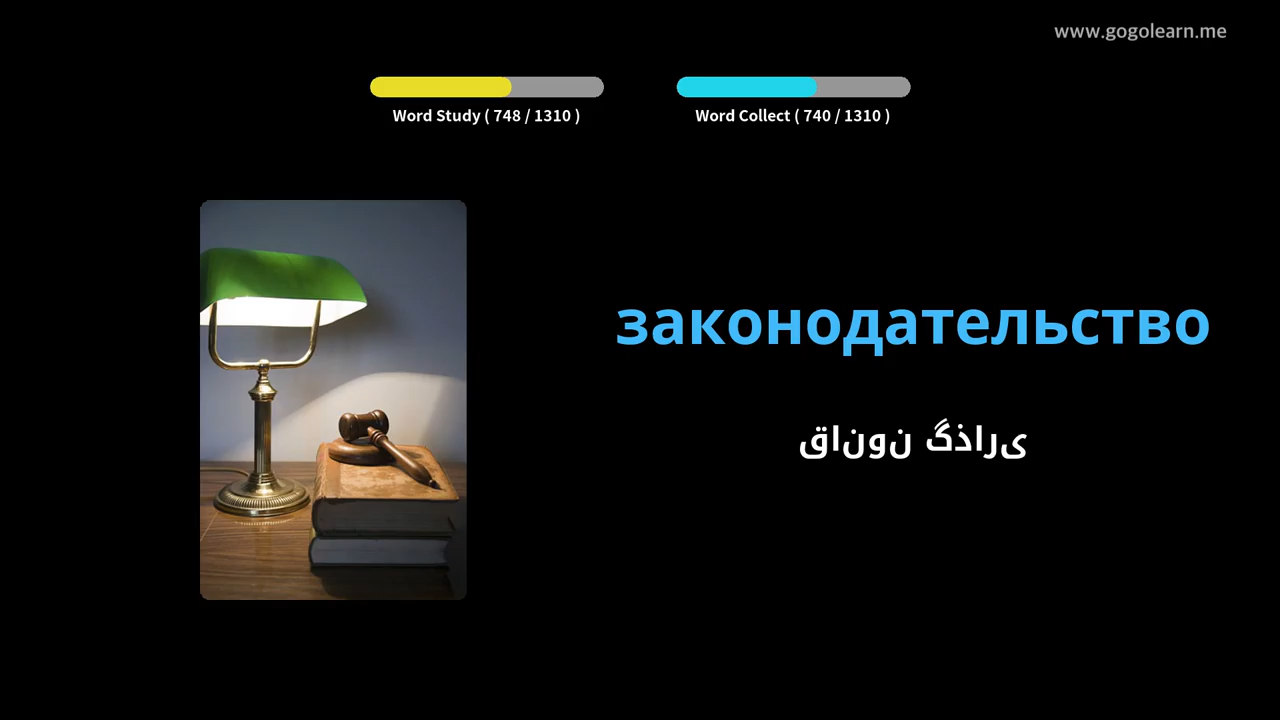 www.gogolearn.me
Word Study ( 748 / 1310 )
Word Collect ( 740 / 1310 )
законодательство
قانون گذاری